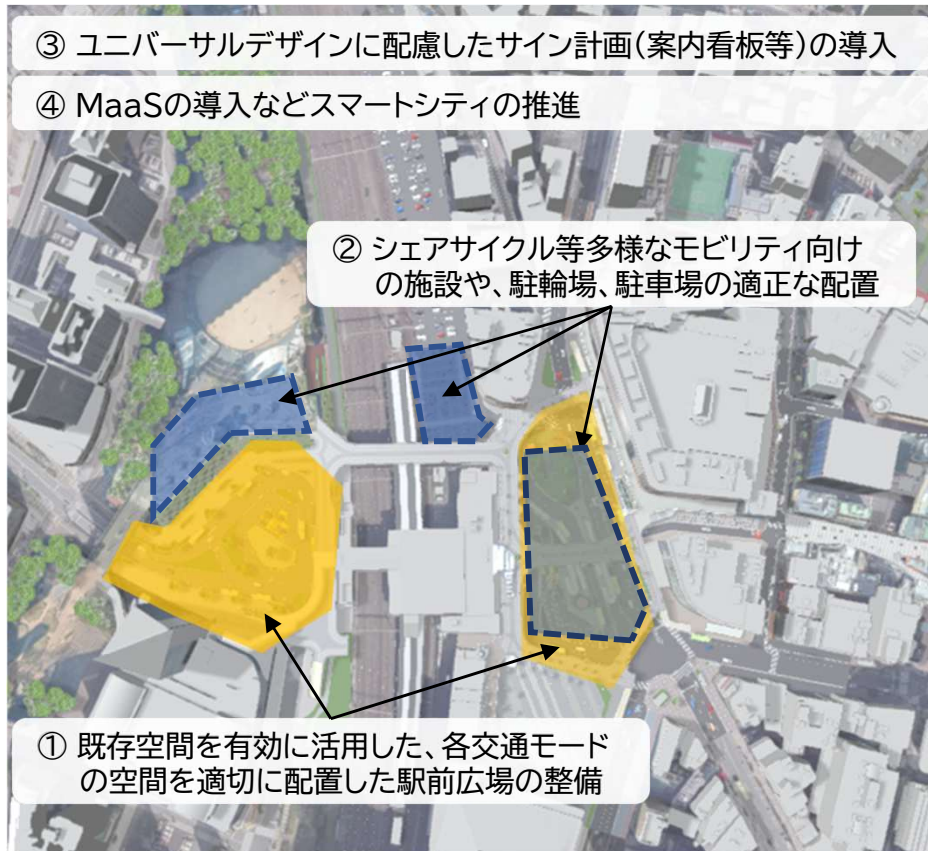 ③ ユニバーサルデザインに配慮したサイン計画(案内看板等)の導入
④ MaaSの導入などスマートシティの推進
② シェアサイクル等多様なモビリティ向け
の施設や、駐輪場、駐車場の適正な配置
① 既存空間を有効に活用した、各交通モード
の空間を適切に配置した駅前広場の整備